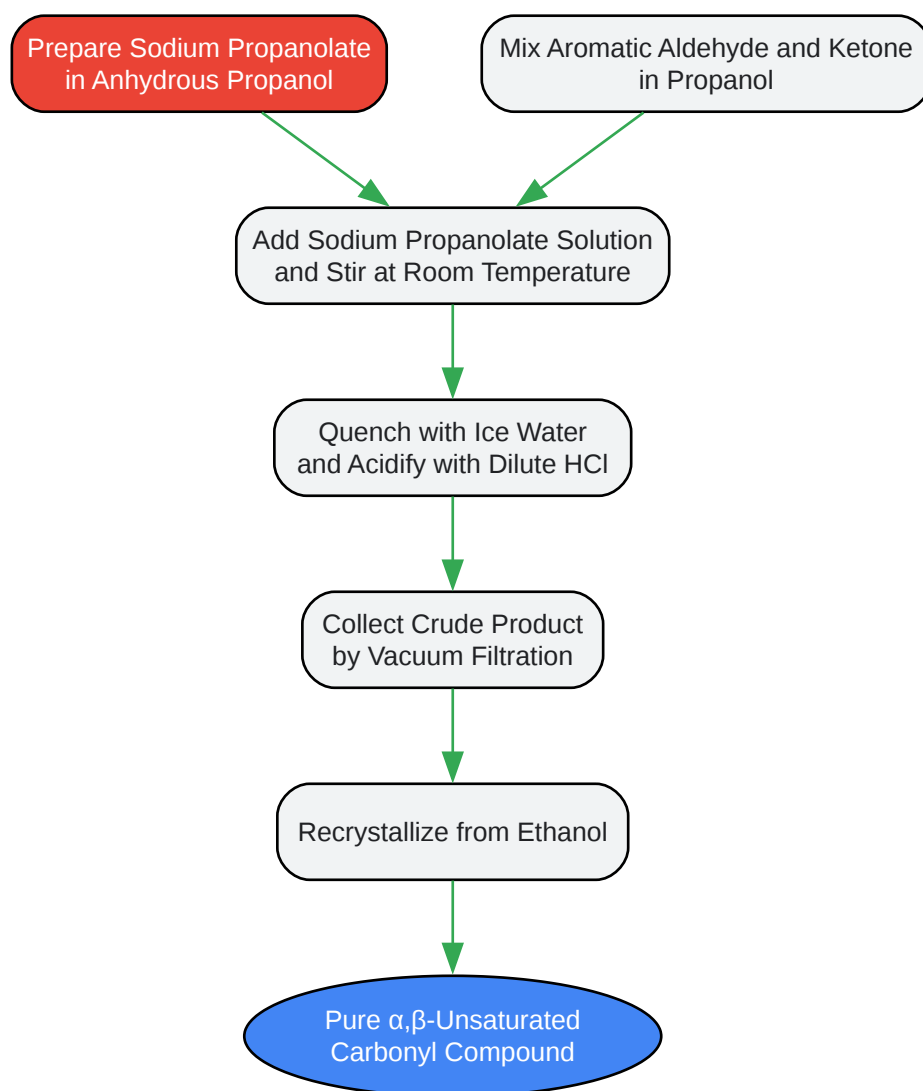 Prepare Sodium Propanolate
in Anhydrous Propanol
Mix Aromatic Aldehyde and Ketone
in Propanol
Add Sodium Propanolate Solution
and Stir at Room Temperature
Quench with Ice Water
and Acidify with Dilute HCl
Collect Crude Product
by Vacuum Filtration
Recrystallize from Ethanol
Pure α,β-Unsaturated
Carbonyl Compound